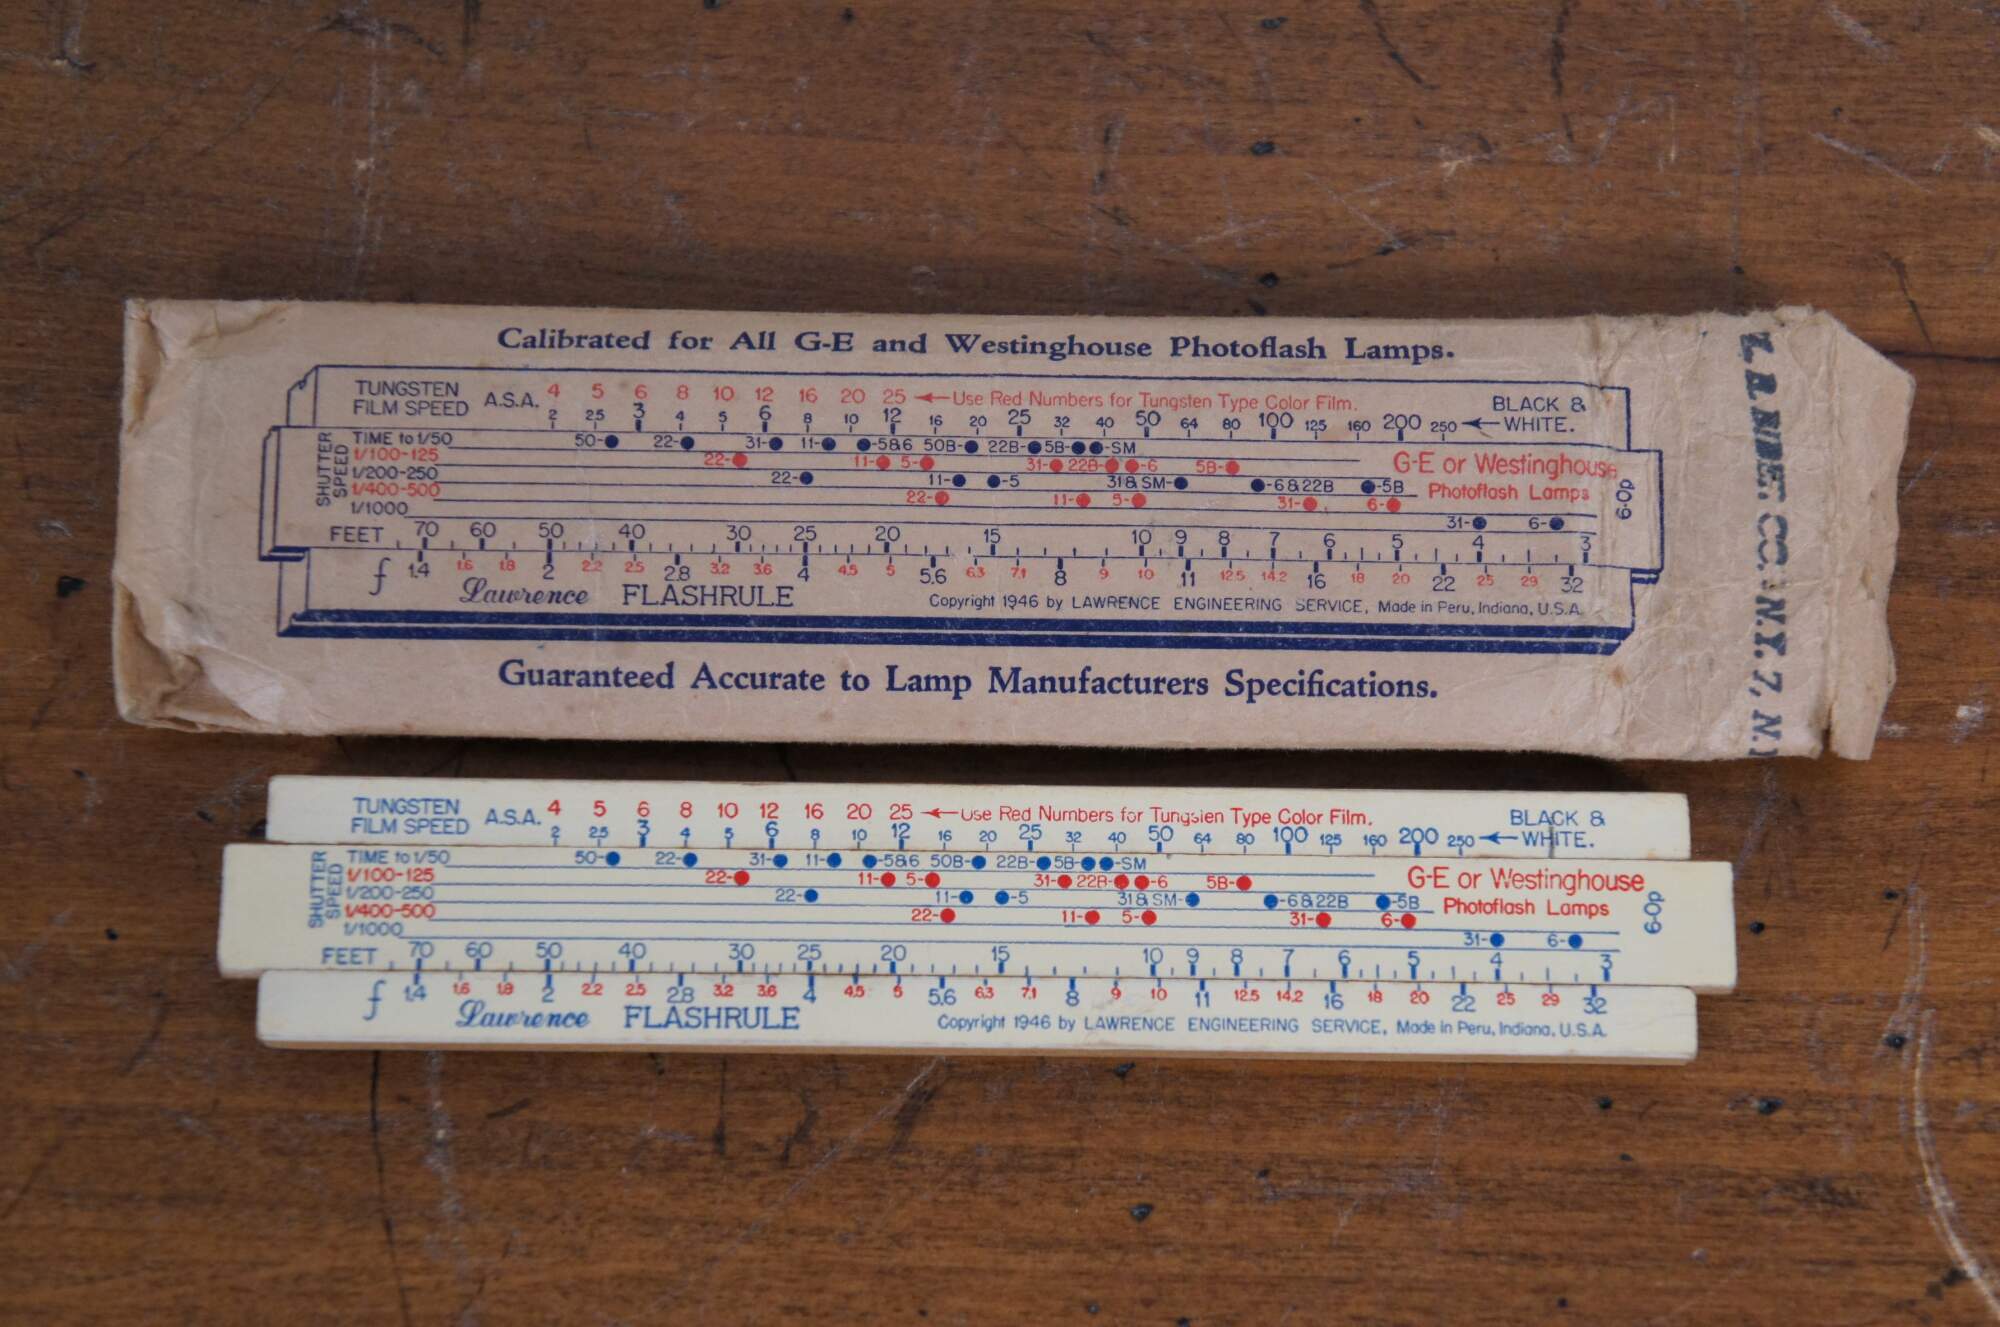 Calibrated for All G-E and Westinghouse Photoflash Lamps.
TUNGSTEN FILM SPEED A.S.A. 4 5 6 8 10 12 16 20 25 ←Use Red Numbers for Tungsten Type Color Film.
2 2.5 3 4 5 6 8 10 12 16 20 25 32 40 50 64 80 100 125 160 200 250 ← BLACK & WHITE.
SHUTTER SPEED
TIME to 1/50 50- 22- 31- 11- -5&6 50B- 22B- 5B- -SM
1/100-125 22- 11- 5- 31- 22B- -6 5B- G-E or Westinghouse
1/200-250 22- 11- -5 31&SM- -6&22B -5B
1/400-500 22- 11- 5- 31- 6- Photoflash Lamps
1/1000 31- 6-
6-0p
FEET 70 60 50 40 30 25 20 15 10 9 8 7 6 5 4 3
f 1.4 1.6 1.8 2 2.2 2.5 2.8 3.2 3.6 4 4.5 5 5.6 6.3 7.1 8 9 10 11 12.5 14.2 16 18 20 22 25 29 32
Lawrence FLASHRULE Copyright 1946 by LAWRENCE ENGINEERING SERVICE, Made in Peru, Indiana, U.S.A.
Guaranteed Accurate to Lamp Manufacturers Specifications.
CO. N.Y. 7, N.
TUNGSTEN FILM SPEED A.S.A. 4 5 6 8 10 12 16 20 25 ←Use Red Numbers for Tungsten Type Color Film.
2 2.5 3 4 5 6 8 10 12 16 20 25 32 40 50 64 80 100 125 160 200 250 ← BLACK & WHITE.
SHUTTER SPEED
TIME to 1/50 50- 22- 31- 11- -5&6 50B- 22B- 5B- -SM
1/100-125 22- 11- 5- 31- 22B- -6 5B- G-E or Westinghouse
1/200-250 22- 11- -5 31&SM- -6&22B -5B
1/400-500 22- 11- 5- 31- 6- Photoflash Lamps
1/1000 31- 6-
6-0p
FEET 70 60 50 40 30 25 20 15 10 9 8 7 6 5 4 3
f 1.4 1.6 1.8 2 2.2 2.5 2.8 3.2 3.6 4 4.5 5 5.6 6.3 7.1 8 9 10 11 12.5 14.2 16 18 20 22 25 29 32
Lawrence FLASHRULE Copyright 1946 by LAWRENCE ENGINEERING SERVICE, Made in Peru, Indiana, U.S.A.